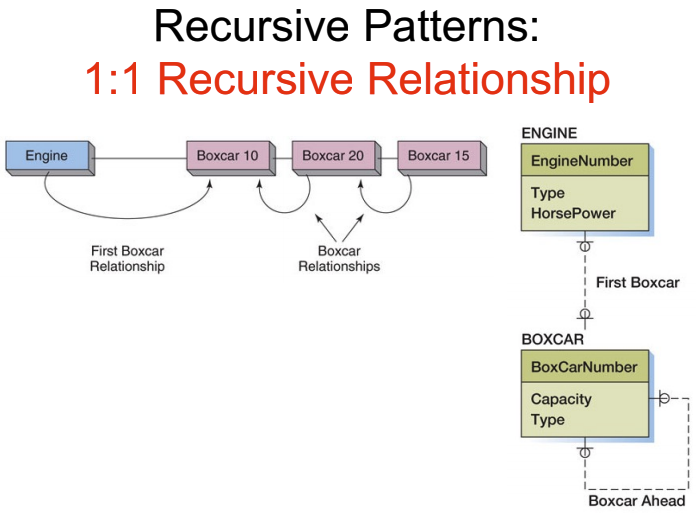 Recursive Patterns:
1:1 Recursive Relationship
Engine
Boxcar 10
Boxcar 20
Boxcar 15
First Boxcar
Relationship
Boxcar
Relationships
ENGINE
EngineNumber
Type
HorsePower
First Boxcar
BOXCAR
BoxCarNumber
Capacity
Type
Boxcar Ahead